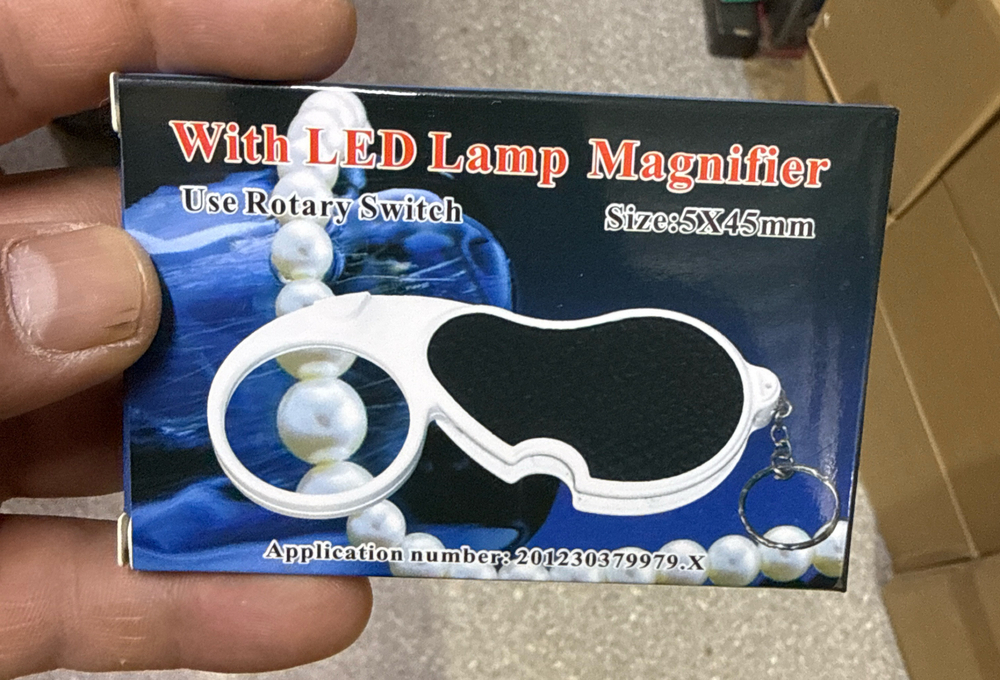 With LED Lamp Magnifier
Use Rotary Switch
Size:5X45mm
Application number: 201230379979.X